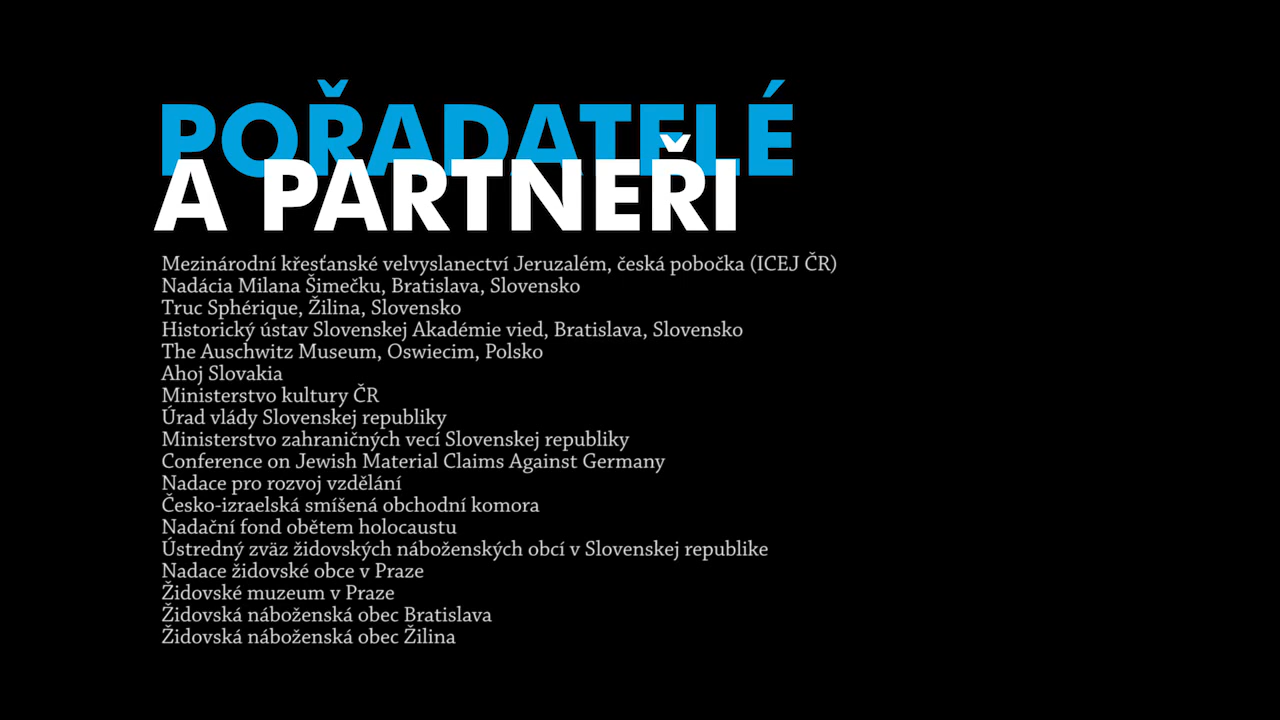 POŘADATELÉ
A PARTNEŘI
Mezinárodní křesťanské velvyslanectví Jeruzalém, česká pobočka (ICEJ ČR)
Nadácia Milana Šimečku, Bratislava, Slovensko
Truc Sphérique, Žilina, Slovensko
Historický ústav Slovenskej Akadémie vied, Bratislava, Slovensko
The Auschwitz Museum, Oswiecim, Polsko
Ahoj Slovakia
Ministerstvo kultury ČR
Úrad vlády Slovenskej republiky
Ministerstvo zahraničných vecí Slovenskej republiky
Conference on Jewish Material Claims Against Germany
Nadace pro rozvoj vzdělání
Česko-izraelská smíšená obchodní komora
Nadační fond obětem holocaustu
Ústredný zväz židovských náboženských obcí v Slovenskej republike
Nadace židovské obce v Praze
Židovské muzeum v Praze
Židovská náboženská obec Bratislava
Židovská náboženská obec Žilina